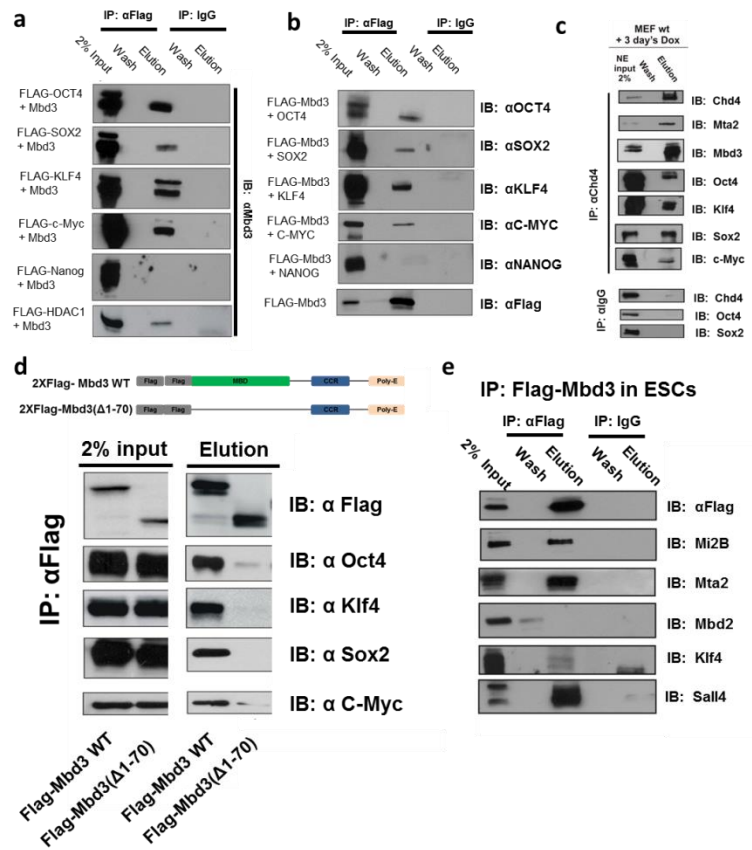 a
IP: αFlag
IP: IgG
2% Input
Wash
Elution
Wash
Elution
FLAG-OCT4
+ Mbd3
FLAG-SOX2
+ Mbd3
FLAG-KLF4
+ Mbd3
FLAG-c-Myc
+ Mbd3
FLAG-Nanog
+ Mbd3
FLAG-HDAC1
+ Mbd3
IB: αMbd3
b
IP: αFlag
IP: IgG
2% Input
Wash
Elution
Wash
Elution
FLAG-Mbd3
+ OCT4
IB: αOCT4
FLAG-Mbd3
+ SOX2
IB: αSOX2
FLAG-Mbd3
+ KLF4
IB: αKLF4
FLAG-Mbd3
+ C-MYC
IB: αC-MYC
FLAG-Mbd3
+ NANOG
IB: αNANOG
FLAG-Mbd3
IB: αFlag
c
MEF wt
+ 3 day's Dox
NE
input
2%
Wash
Elution
IP: αChd4
IB: Chd4
IB: Mta2
IB: Mbd3
IB: Oct4
IB: Klf4
IB: Sox2
IB: c-Myc
IP: αIgG
IB: Chd4
IB: Oct4
IB: Sox2
d
2XFlag- Mbd3 WT
Flag Flag MBD CCR Poly-E
2XFlag-Mbd3(Δ1-70)
Flag Flag CCR Poly-E
2% input
Elution
IP: αFlag
IB: α Flag
IB: α Oct4
IB: α Klf4
IB: α Sox2
IB: α C-Myc
Flag-Mbd3 WT
Flag-Mbd3(Δ1-70)
Flag-Mbd3 WT
Flag-Mbd3(Δ1-70)
e
IP: Flag-Mbd3 in ESCs
IP: αFlag
IP: IgG
2% Input
Wash
Elution
Wash
Elution
IB: αFlag
IB: Mi2B
IB: Mta2
IB: Mbd2
IB: Klf4
IB: Sall4